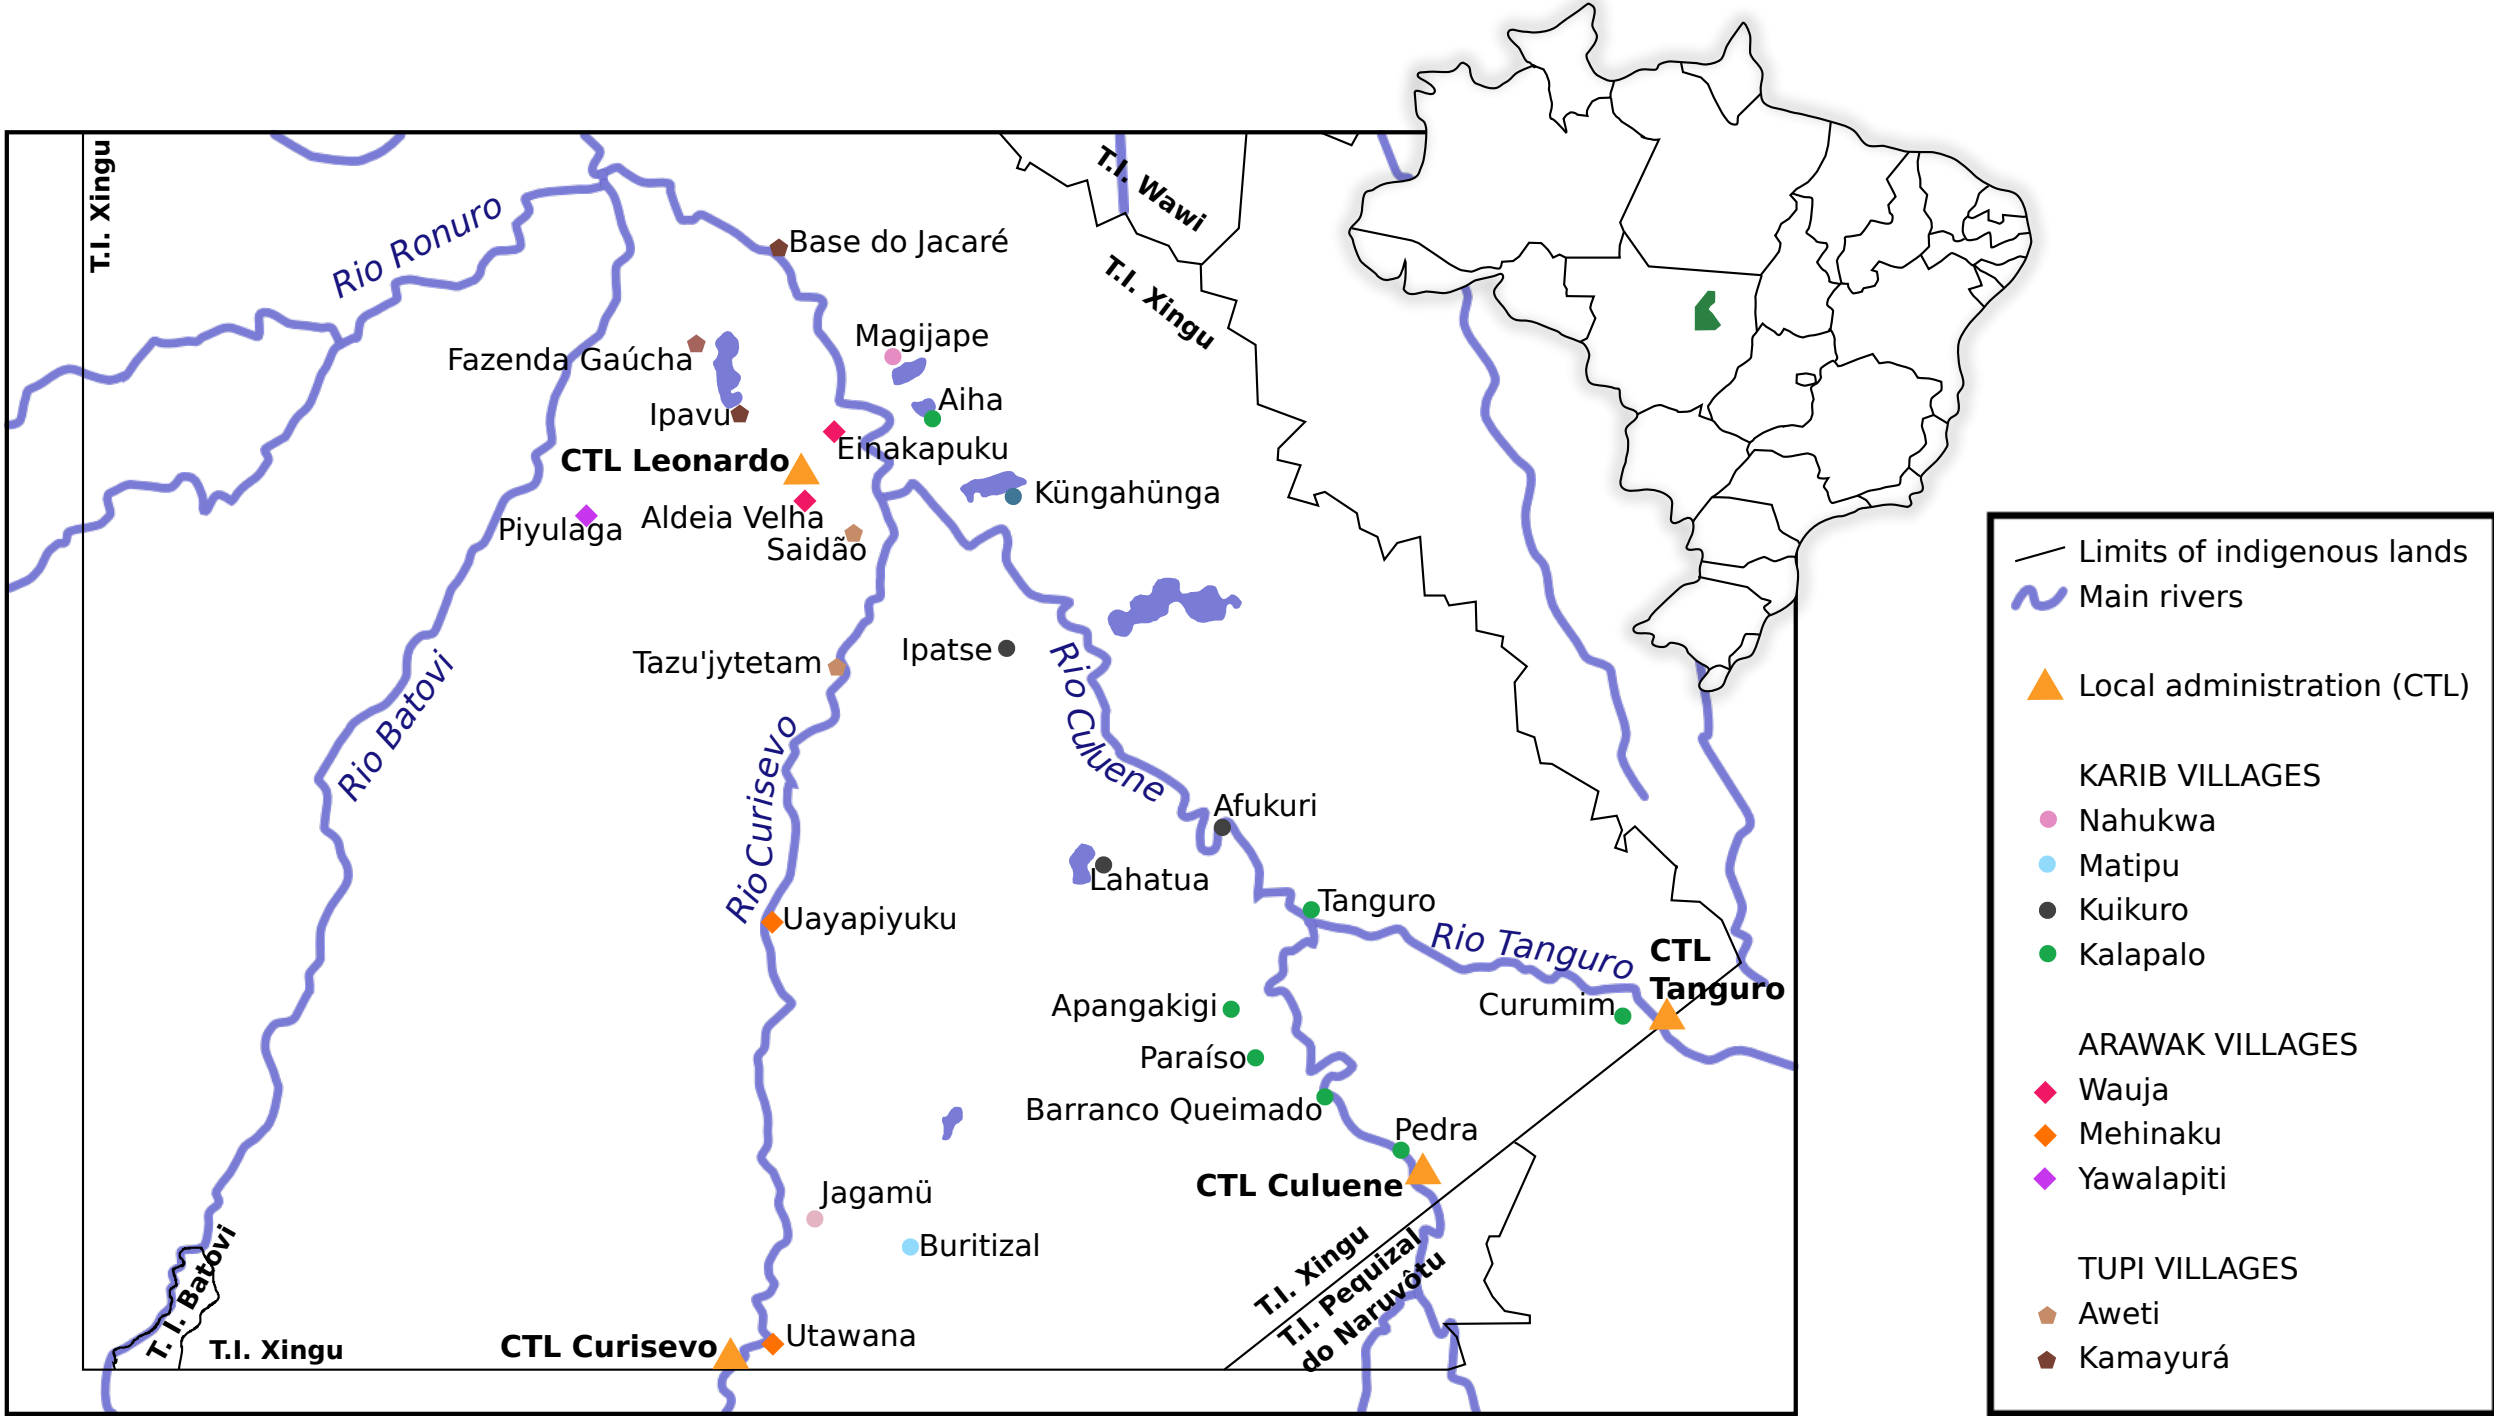 T.I. Xingu
Rio Ronuro
Base do Jacaré
T.I. Wawi
T.I. Xingu
Magijape
Fazenda Gaúcha
Aiha
Ipavu
Einakapuku
CTL Leonardo
Küngahünga
Aldeia Velha
Piyulaga
Saidão
Ipatse
Tazu'jytetam
Rio Batovi
Rio Culuene
Rio Curisevo
Afukuri
Lahatua
Tanguro
Uayapiyuku
Rio Tanguro
CTL
Tanguro
Apangakigi
Curumim
Paraíso
Barranco Queimado
Pedra
CTL Culuene
Jagamü
Buritizal
T. I. Batovi
T.I. Xingu
T.I. Xingu
T.I. Pequizal
do Naruvôtu
CTL Curisevo
Utawana
Limits of indigenous lands
Main rivers
Local administration (CTL)
KARIB VILLAGES
Nahukwa
Matipu
Kuikuro
Kalapalo
ARAWAK VILLAGES
Wauja
Mehinaku
Yawalapiti
TUPI VILLAGES
Aweti
Kamayurá